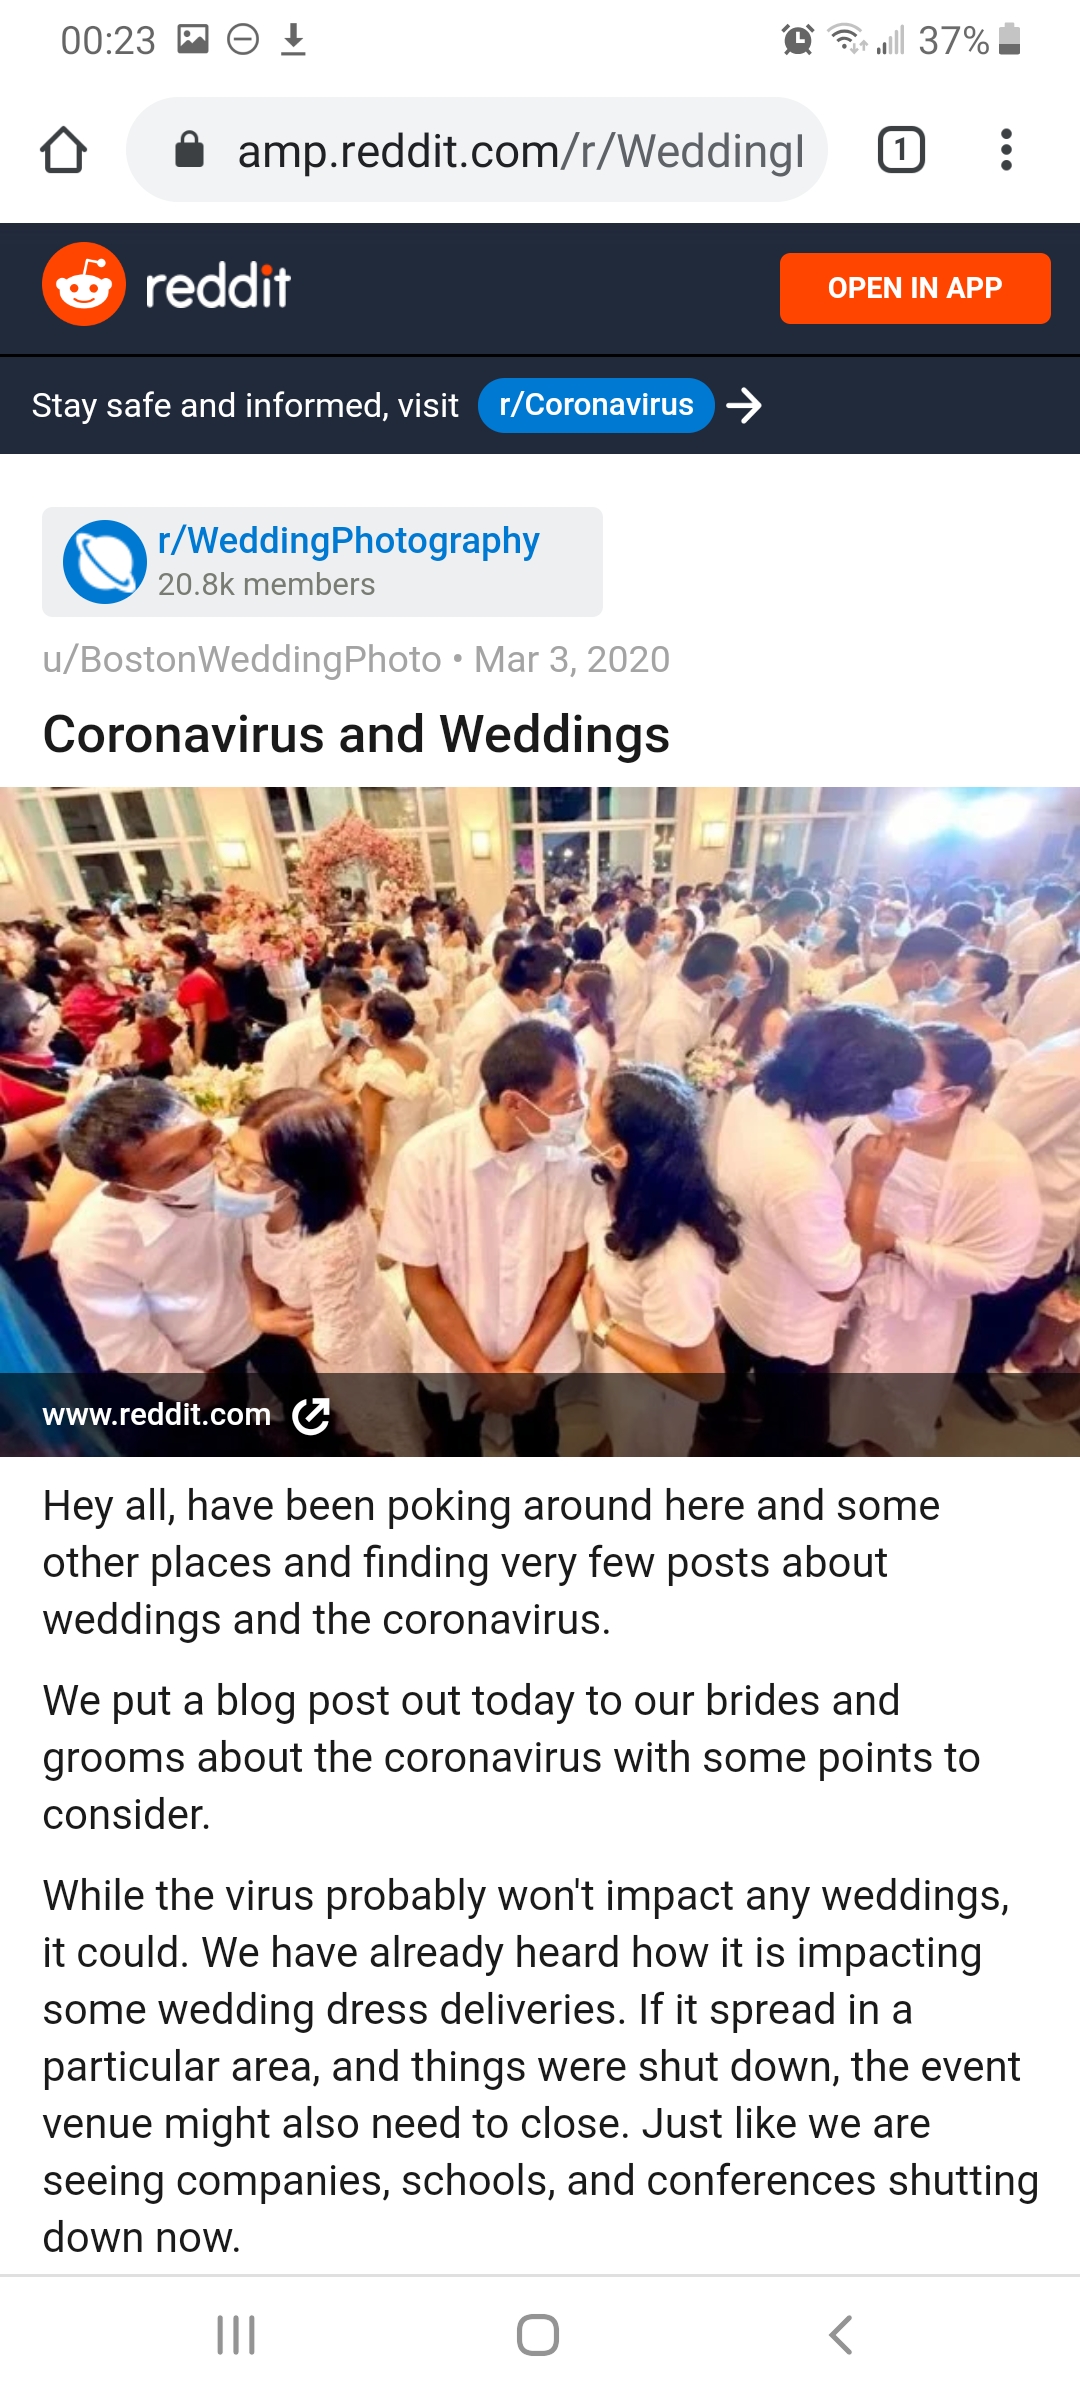 00:23 37%
amp.reddit.com/r/WeddingI
1
reddit OPEN IN APP
Stay safe and informed, visit r/Coronavirus
r/WeddingPhotography
20.8k members
u/BostonWeddingPhoto • Mar 3, 2020
Coronavirus and Weddings
www.reddit.com
Hey all, have been poking around here and some
other places and finding very few posts about
weddings and the coronavirus.
We put a blog post out today to our brides and
grooms about the coronavirus with some points to
consider.
While the virus probably won't impact any weddings,
it could. We have already heard how it is impacting
some wedding dress deliveries. If it spread in a
particular area, and things were shut down, the event
venue might also need to close. Just like we are
seeing companies, schools, and conferences shutting
down now.